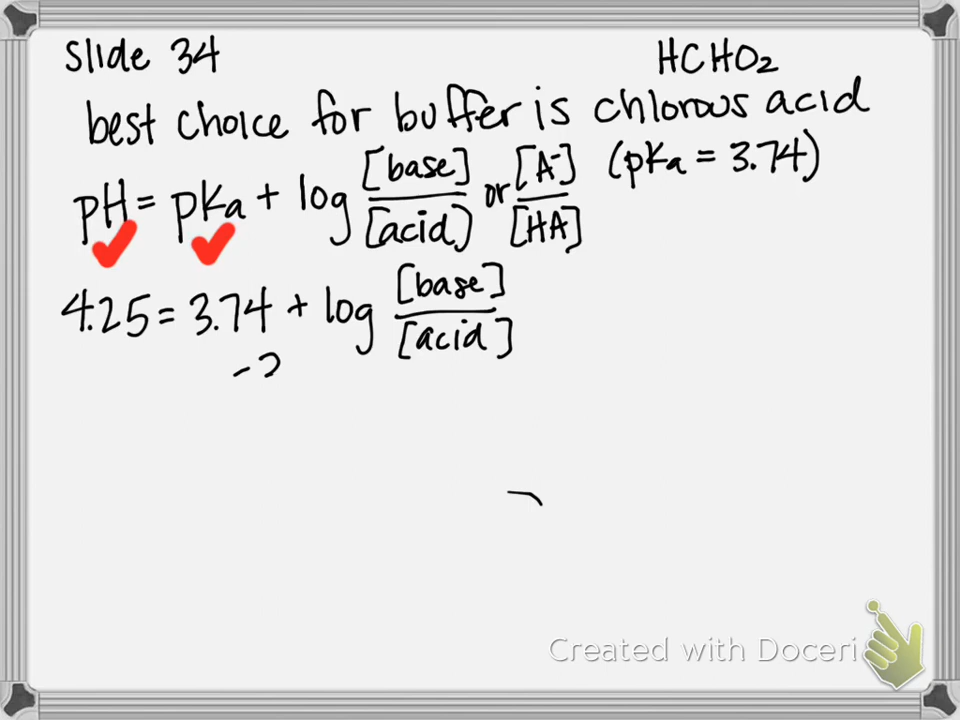 Slide 34
HCHO₂
best choice for buffer is chlorous acid
(pKa = 3.74)
pH = pKa + log [base]/[acid] or [A⁻]/[HA]
4.25 = 3.74 + log [base]/[acid]
Created with Doceri